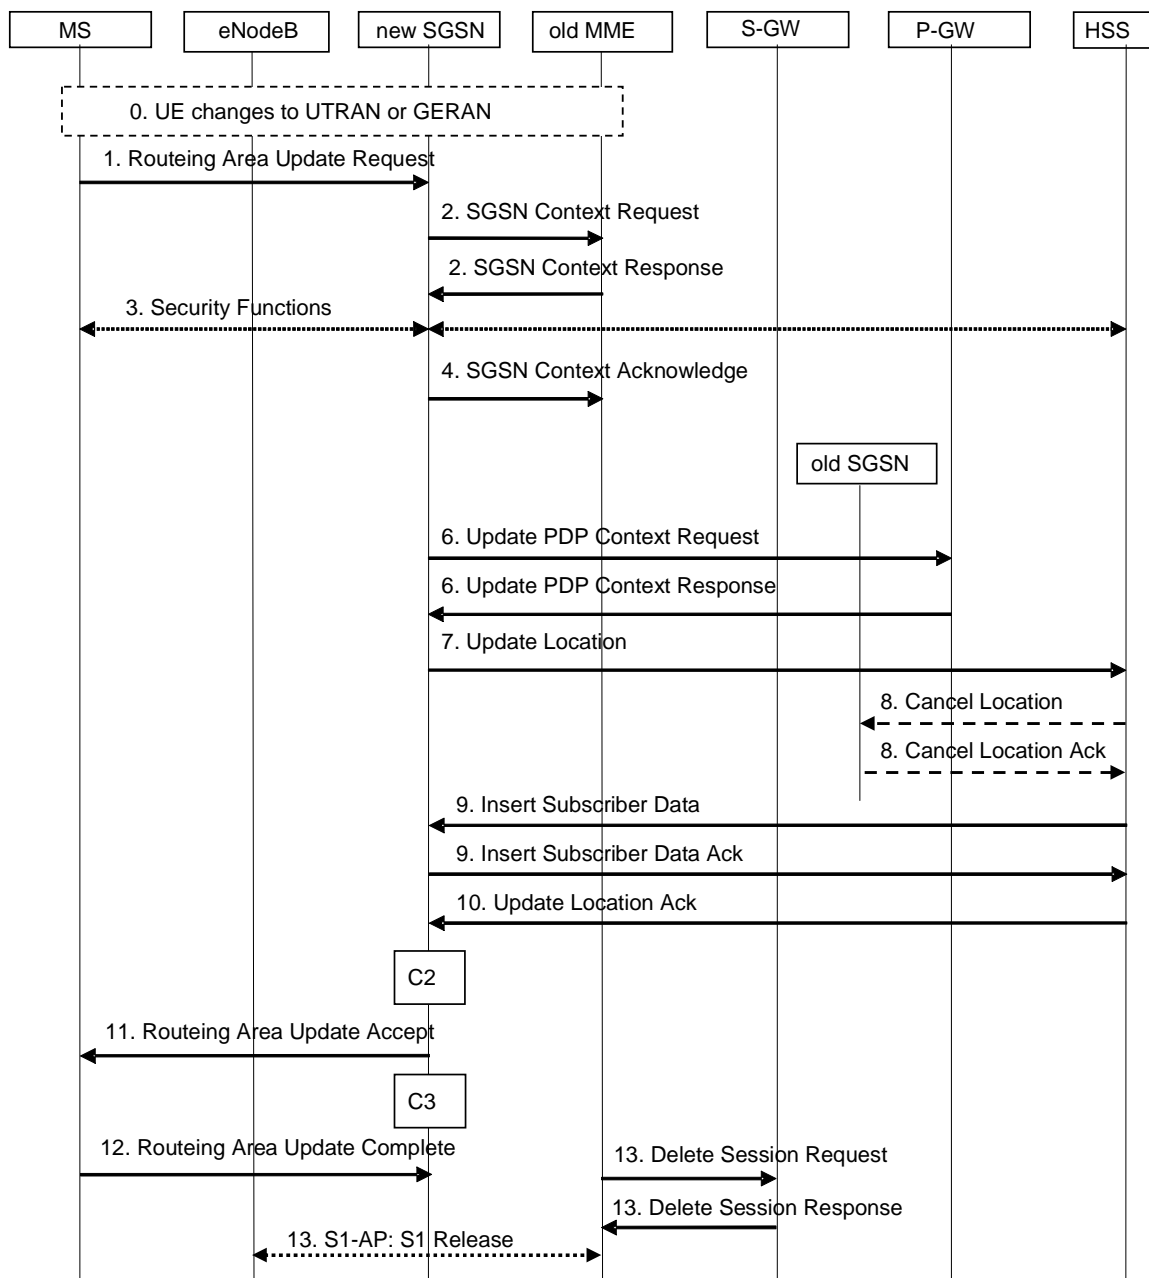 MS
eNodeB
new SGSN
old MME
S-GW
P-GW
HSS
0. UE changes to UTRAN or GERAN
1. Routeing Area Update Request
2. SGSN Context Request
2. SGSN Context Response
3. Security Functions
4. SGSN Context Acknowledge
old SGSN
6. Update PDP Context Request
6. Update PDP Context Response
7. Update Location
8. Cancel Location
8. Cancel Location Ack
9. Insert Subscriber Data
9. Insert Subscriber Data Ack
10. Update Location Ack
C2
11. Routeing Area Update Accept
C3
12. Routeing Area Update Complete
13. Delete Session Request
13. Delete Session Response
13. S1-AP: S1 Release